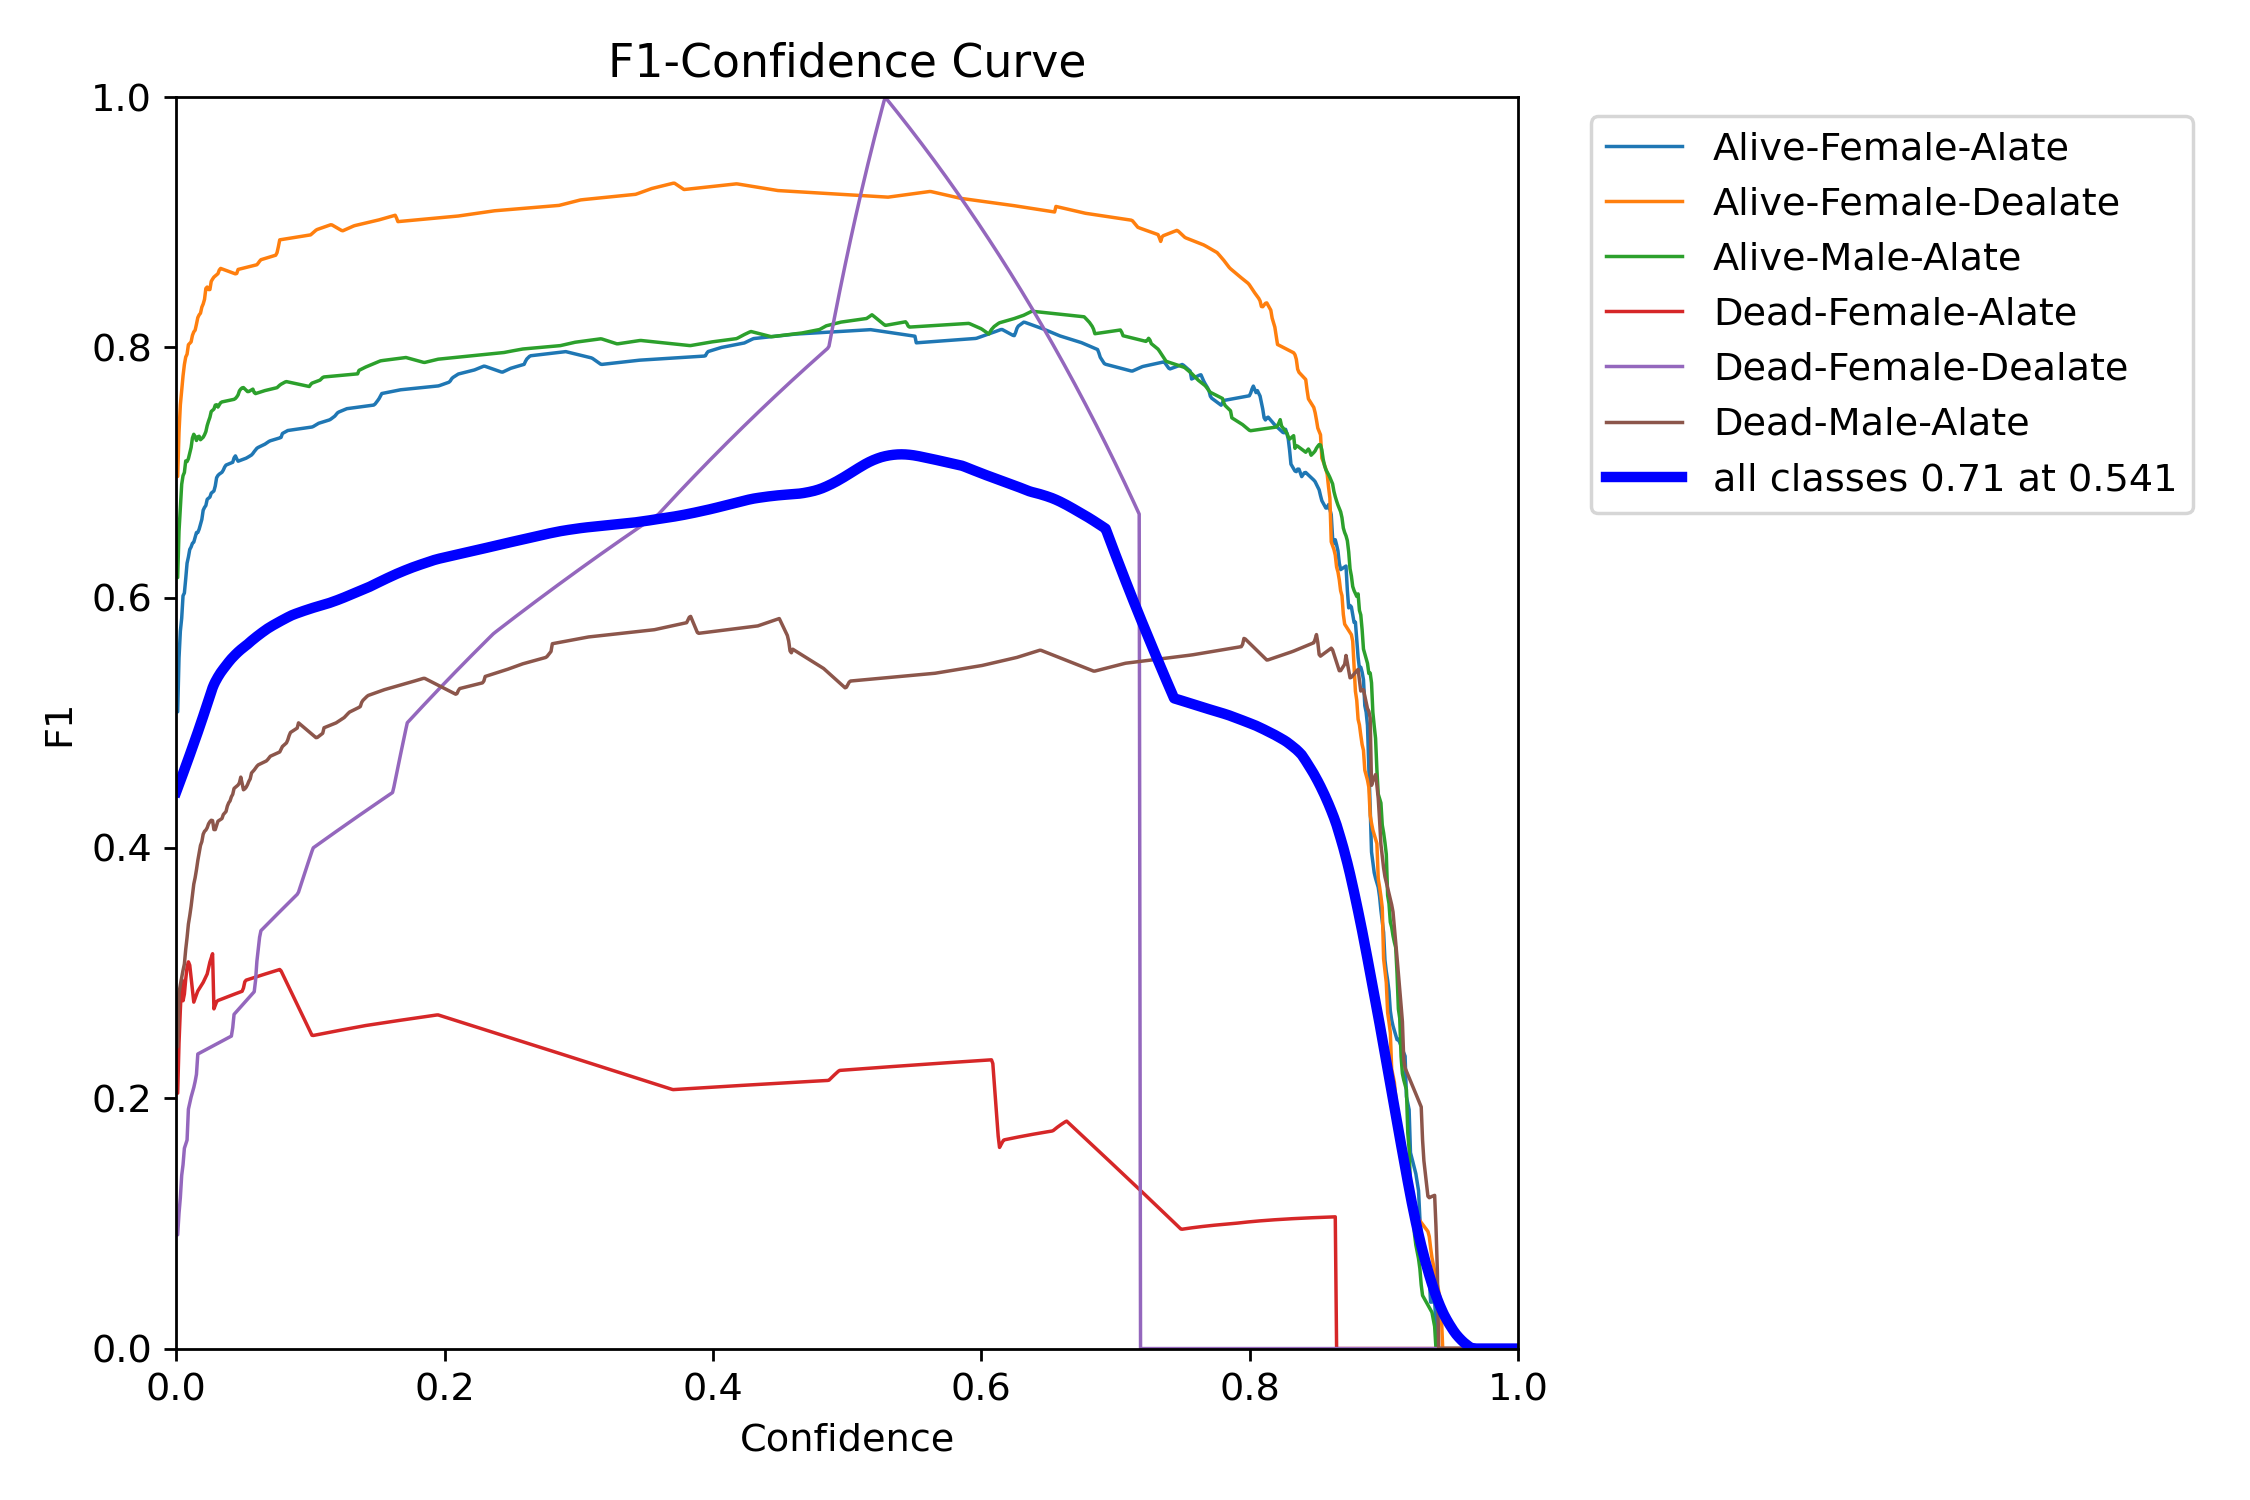 F1-Confidence Curve
1.0
0.8
0.6
0.4
0.2
0.0
F1
0.0 0.2 0.4 0.6 0.8 1.0
Confidence
Alive-Female-Alate
Alive-Female-Dealate
Alive-Male-Alate
Dead-Female-Alate
Dead-Female-Dealate
Dead-Male-Alate
all classes 0.71 at 0.541